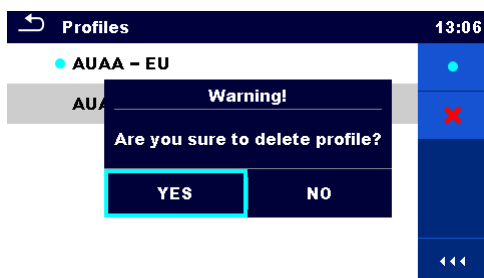 Profiles 13:06
AUAA – EU
AUA
Warning!
Are you sure to delete profile?
YES NO